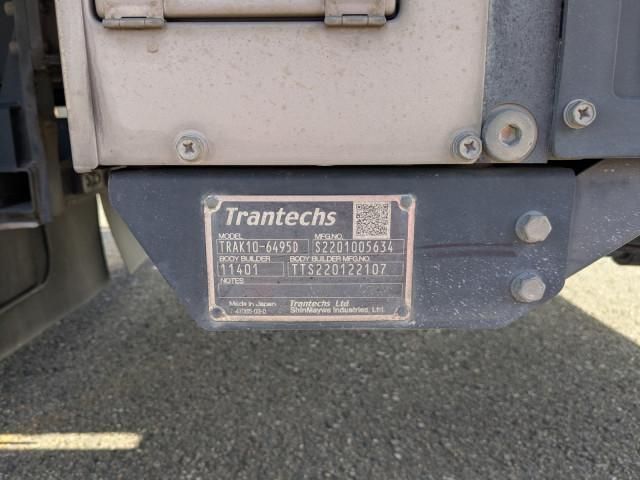 Trantechs
MODEL MFG.NO.
TRAK10-6495D S2201005634
BODY BUILDER BODY BUILDER MFG.NO.
11401 TTS220122107
NOTES
Made in Japan Trantechs Ltd
ShinMaywa Industries, Ltd.